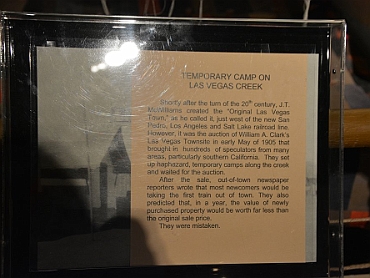 TEMPORARY CAMP ON
LAS VEGAS CREEK
Shortly after the turn of the 20th century, J.T.
McWilliams created the "Original Las Vegas
Town," as he called it, just west of the new San
Pedro, Los Angeles and Salt Lake railroad line.
However, it was the auction of William A. Clark's
Las Vegas Townsite in early May of 1905 that
brought in hundreds of speculators from many
areas, particularly southern California. They set
up haphazard, temporary camps along the creek
and waited for the auction.
After the sale, out-of-town newspaper
reporters wrote that most newcomers would be
taking the first train out of town. They also
predicted that, in a year, the value of newly
purchased property would be worth far less than
the original sale price.
They were mistaken.